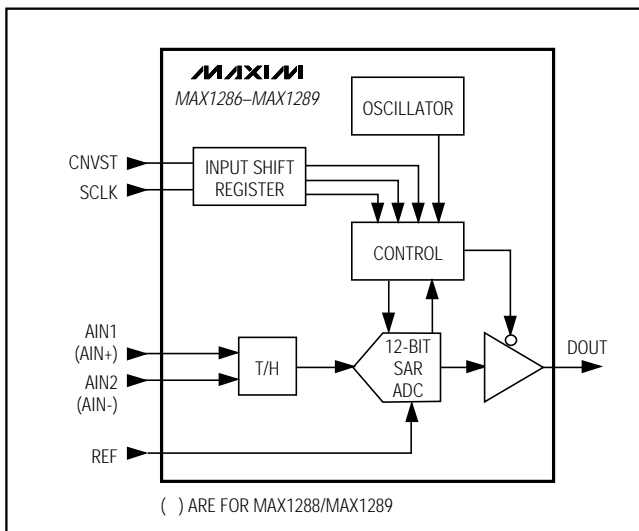 MAXIM
MAX1286–MAX1289
OSCILLATOR
CNVST
SCLK
INPUT SHIFT
REGISTER
CONTROL
AIN1
(AIN+)
AIN2
(AIN-)
T/H
12-BIT
SAR
ADC
DOUT
REF
( ) ARE FOR MAX1288/MAX1289